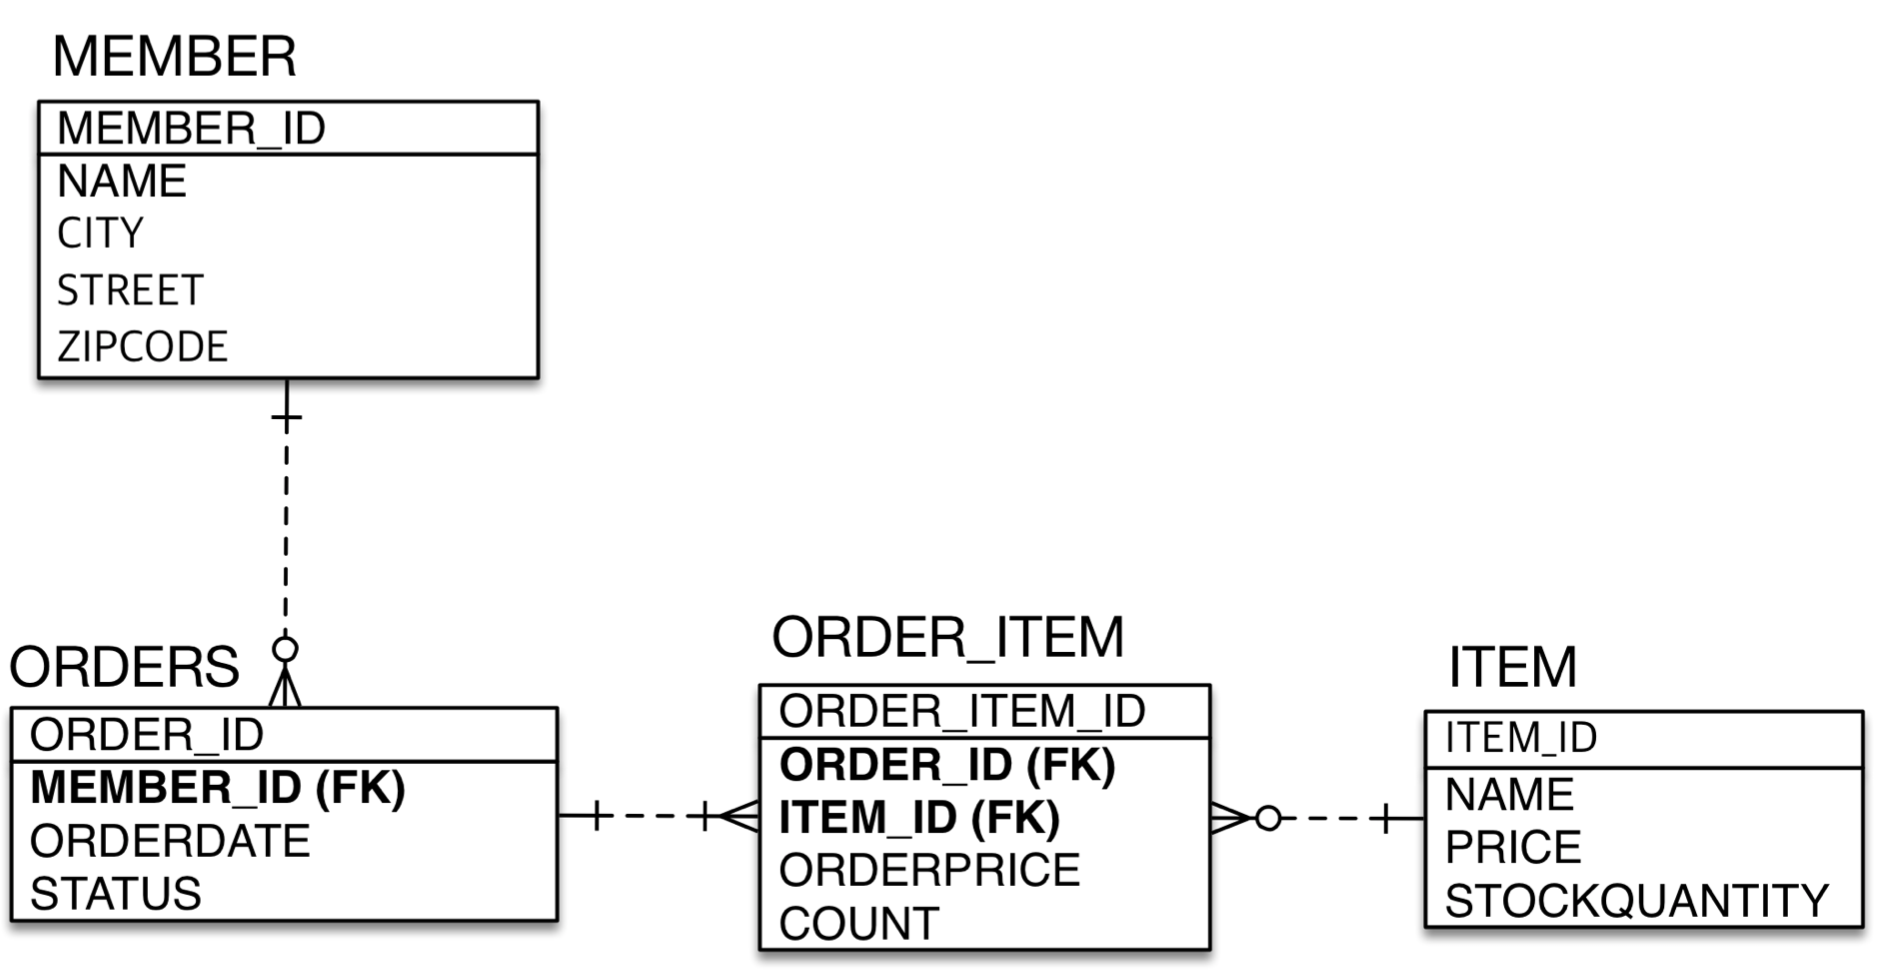 MEMBER
MEMBER_ID
NAME
CITY
STREET
ZIPCODE
ORDERS
ORDER_ID
MEMBER_ID (FK)
ORDERDATE
STATUS
ORDER_ITEM
ORDER_ITEM_ID
ORDER_ID (FK)
ITEM_ID (FK)
ORDERPRICE
COUNT
ITEM
ITEM_ID
NAME
PRICE
STOCKQUANTITY